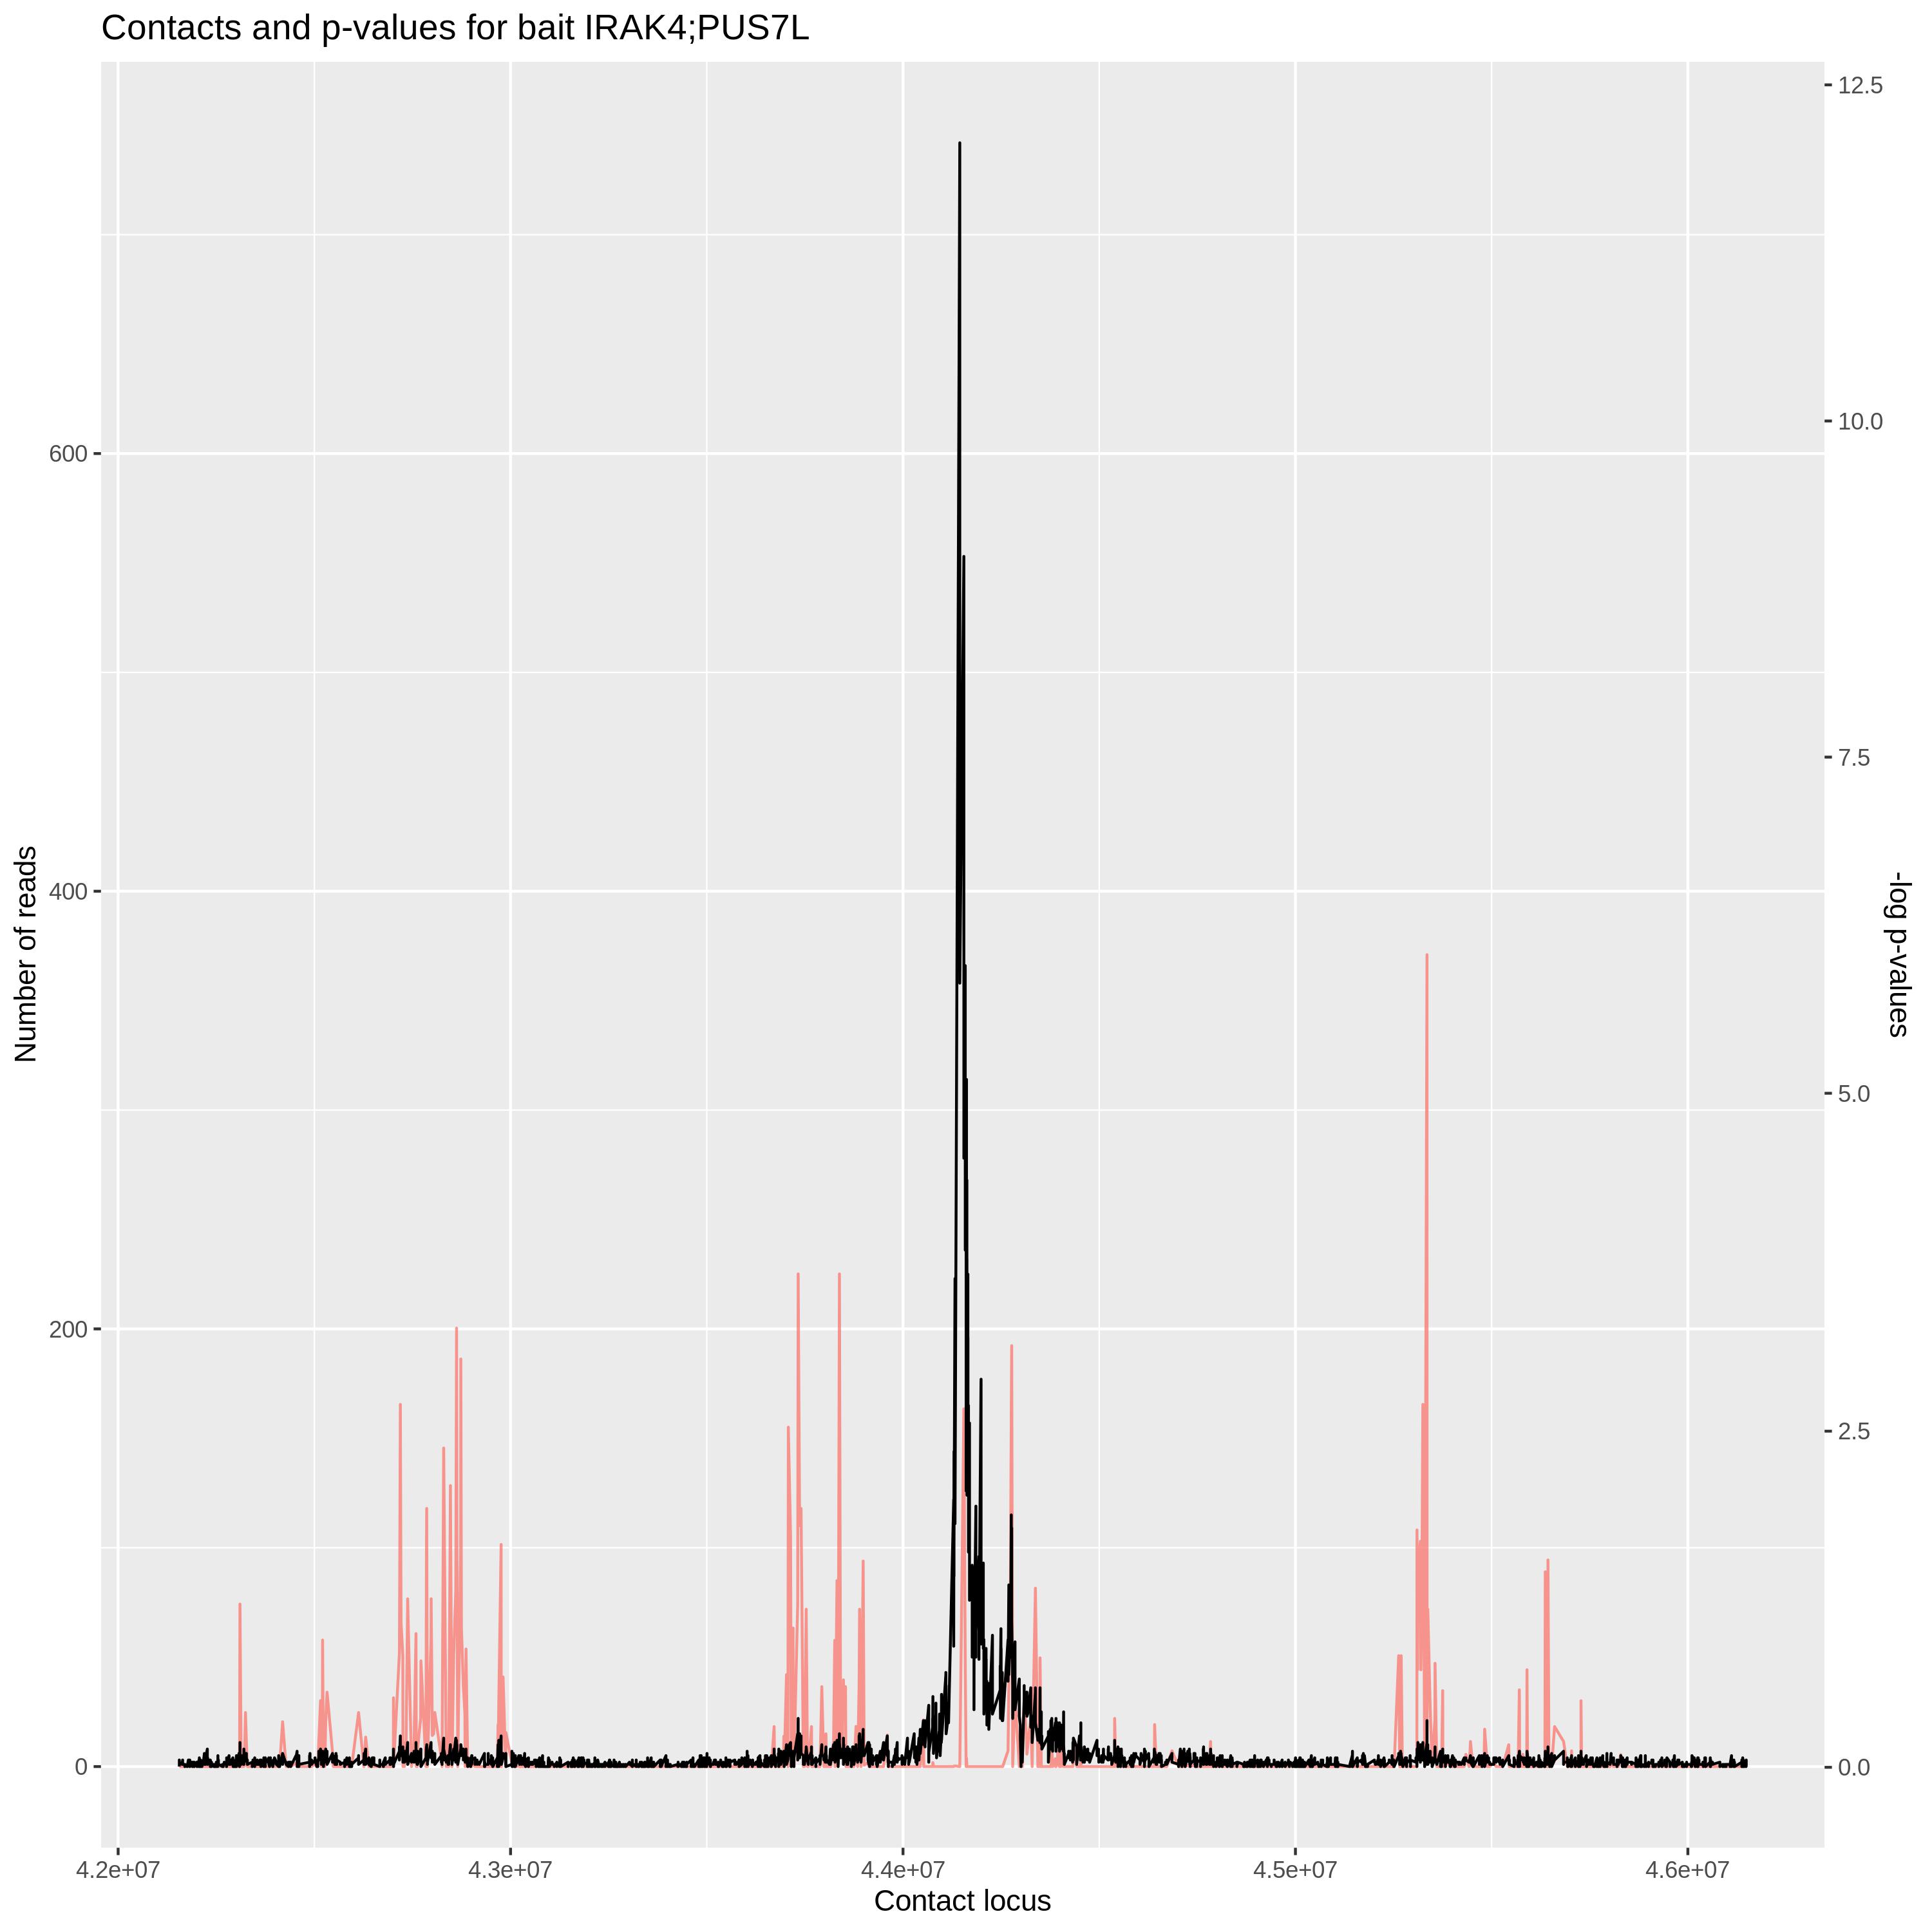 Contacts and p-values for bait IRAK4;PUS7L
12.5
10.0
600
7.5
Number of reads
400
-log p-values
5.0
200
2.5
0
0.0
4.2e+07 4.3e+07 4.4e+07 4.5e+07 4.6e+07
Contact locus